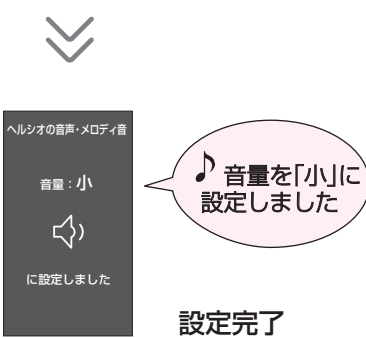 ヘルシオの音声・メロディ音
音量：小
に設定しました
♪音量を｢小｣に
設定しました
設定完了